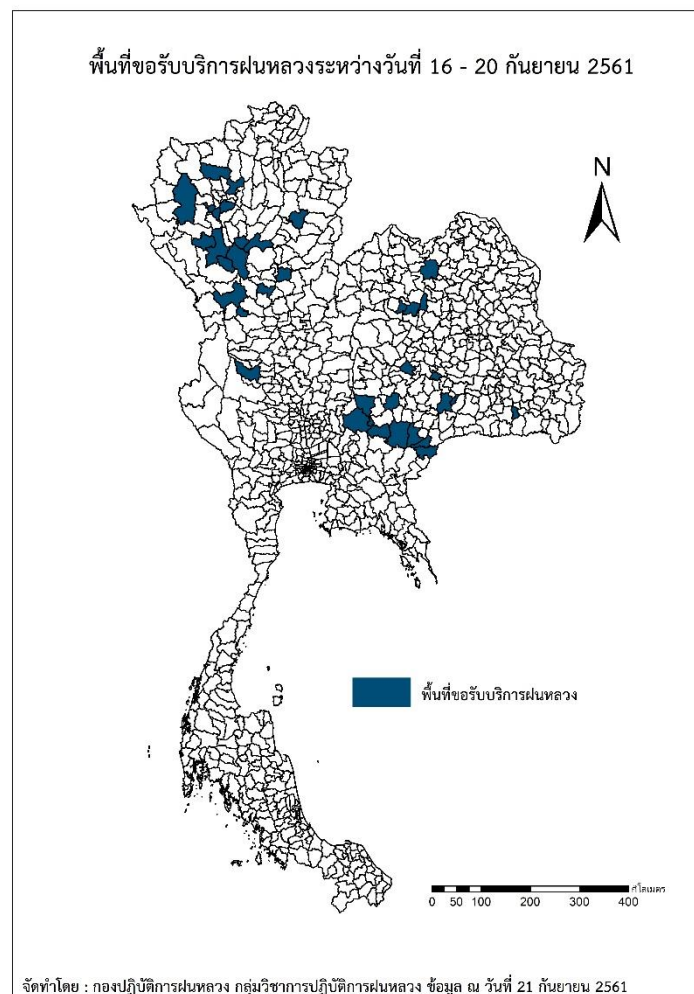 พื้นที่ขอรับบริการฝนหลวงระหว่างวันที่ 16 - 20 กันยายน 2561
N
พื้นที่ขอรับบริการฝนหลวง
กิโลเมตร
0 50 100 200 300 400
จัดทำโดย : กองปฏิบัติการฝนหลวง กลุ่มวิชาการปฏิบัติการฝนหลวง ข้อมูล ณ วันที่ 21 กันยายน 2561